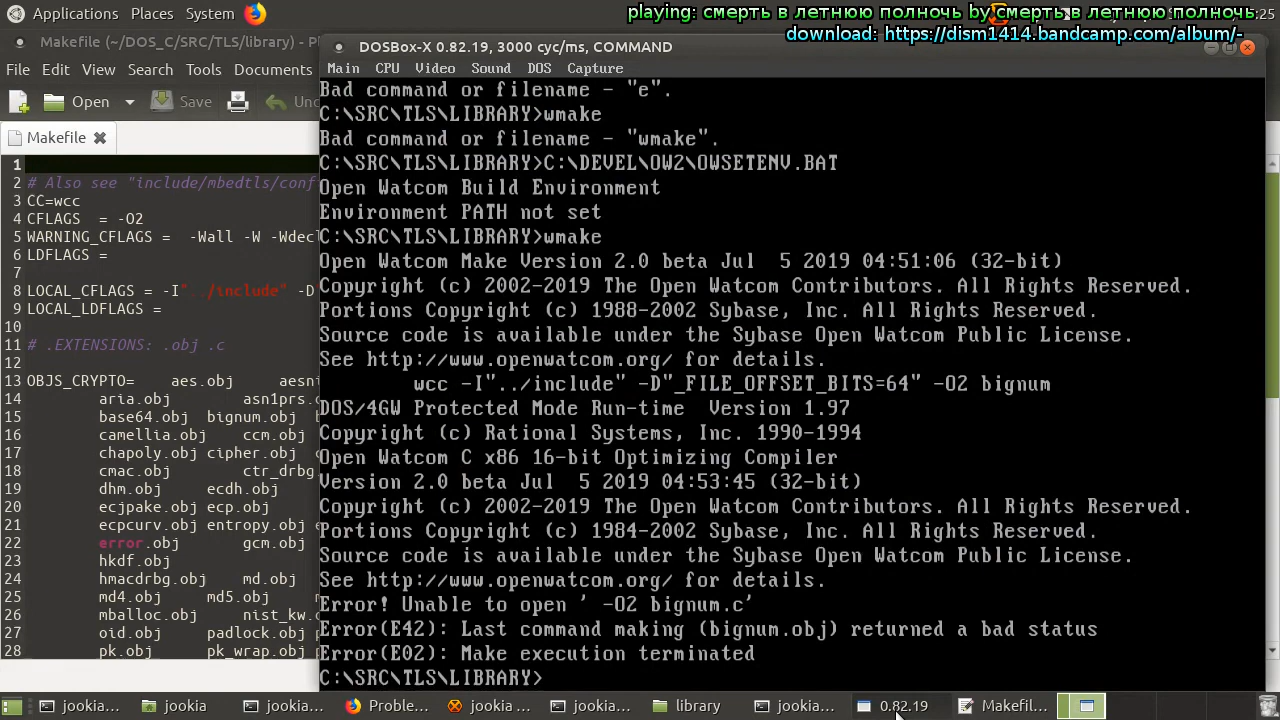 Applications Places System
:25
playing: смерть в летнюю полночь by смерть в летнюю полночь
download: https://dism1414.bandcamp.com/album/-
Makefile (~/DOS_C/SRC/TLS/library) - Pl
File Edit View Search Tools Documents
Open Save Und
Makefile
1
2 # Also see "include/mbedtls/conf
3 CC=wcc
4 CFLAGS = -O2
5 WARNING_CFLAGS = -Wall -W -Wdecl
6 LDFLAGS =
7
8 LOCAL_CFLAGS = -I"../include" -D"
9 LOCAL_LDFLAGS =
10
11 # .EXTENSIONS: .obj .c
12
13 OBJS_CRYPTO= aes.obj aesni
14 aria.obj asn1prs.o
15 base64.obj bignum.obj b
16 camellia.obj ccm.obj
17 chapoly.obj cipher.obj
18 cmac.obj ctr_drbg
19 dhm.obj ecdh.obj
20 ecjpake.obj ecp.obj
21 ecpcurv.obj entropy.obj
22 error.obj gcm.obj
23 hkdf.obj
24 hmacdrbg.obj md.obj
25 md4.obj md5.obj
26 mballoc.obj nist_kw.o
27 oid.obj padlock.obj p
28 pk.obj pk_wrap.obj
DOSBox-X 0.82.19, 3000 cyc/ms, COMMAND
Main CPU Video Sound DOS Capture
Bad command or filename - "e".
C:\SRC\TLS\LIBRARY>wmake
Bad command or filename - "wmake".
C:\SRC\TLS\LIBRARY>C:\DEVEL\OW2\OWSETENV.BAT
Open Watcom Build Environment
Environment PATH not set
C:\SRC\TLS\LIBRARY>wmake
Open Watcom Make Version 2.0 beta Jul  5 2019 04:51:06 (32-bit)
Copyright (c) 2002-2019 The Open Watcom Contributors. All Rights Reserved.
Portions Copyright (c) 1988-2002 Sybase, Inc. All Rights Reserved.
Source code is available under the Sybase Open Watcom Public License.
See http://www.openwatcom.org/ for details.
wcc -I"../include" -D"_FILE_OFFSET_BITS=64" -O2 bignum
DOS/4GW Protected Mode Run-time  Version 1.97
Copyright (c) Rational Systems, Inc. 1990-1994
Open Watcom C x86 16-bit Optimizing Compiler
Version 2.0 beta Jul  5 2019 04:53:45 (32-bit)
Copyright (c) 2002-2019 The Open Watcom Contributors. All Rights Reserved.
Portions Copyright (c) 1984-2002 Sybase, Inc. All Rights Reserved.
Source code is available under the Sybase Open Watcom Public License.
See http://www.openwatcom.org/ for details.
Error! Unable to open ' -O2 bignum.c'
Error(E42): Last command making (bignum.obj) returned a bad status
Error(E02): Make execution terminated
C:\SRC\TLS\LIBRARY>
jookia... jookia jookia... Proble... jookia ... jookia... library jookia... 0.82.19 Makefil...